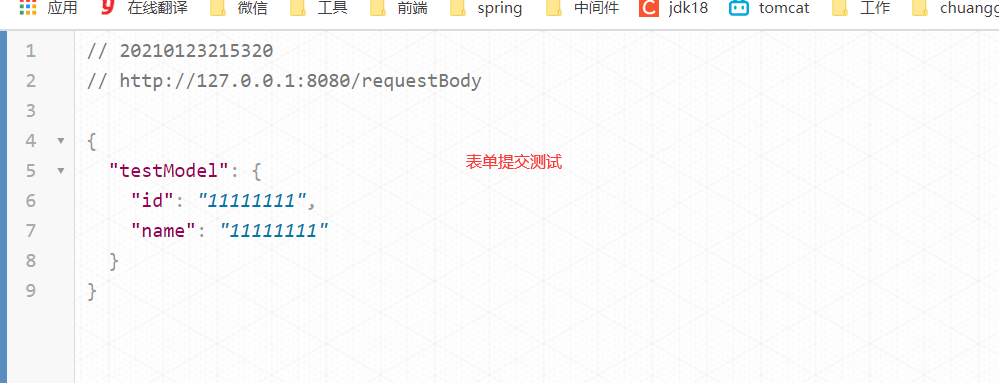 应用 在线翻译 微信 工具 前端 spring 中间件 jdk18 tomcat 工作
1 // 20210123215320
2 // http://127.0.0.1:8080/requestBody
3
4 {
5 "testModel": {
表单提交测试
6 "id": "11111111",
7 "name": "11111111"
8 }
9 }